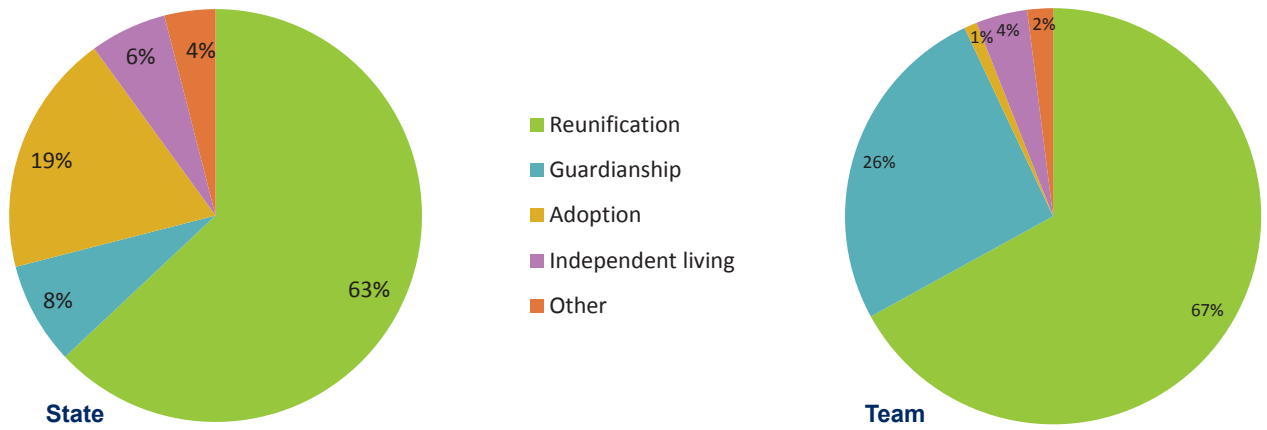 4%
6%
19%
8%
63%
State
Reunification
Guardianship
Adoption
Independent living
Other
2%
4%
1%
26%
67%
Team